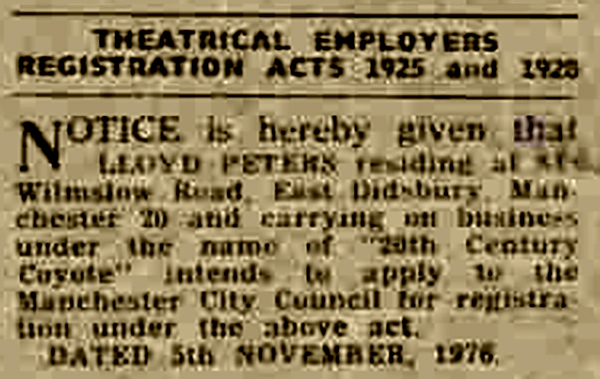 THEATRICAL EMPLOYERS
REGISTRATION ACTS 1925 and 1928
NOTICE is hereby given that
LLOYD PETERS residing at
Wilmslow Road, East Didsbury, Man-
chester 20 and carrying on business
under the name of "20th Century
Coyote" intends to apply to the
Manchester City Council for registra-
tion under the above act.
DATED 5th NOVEMBER, 1976.